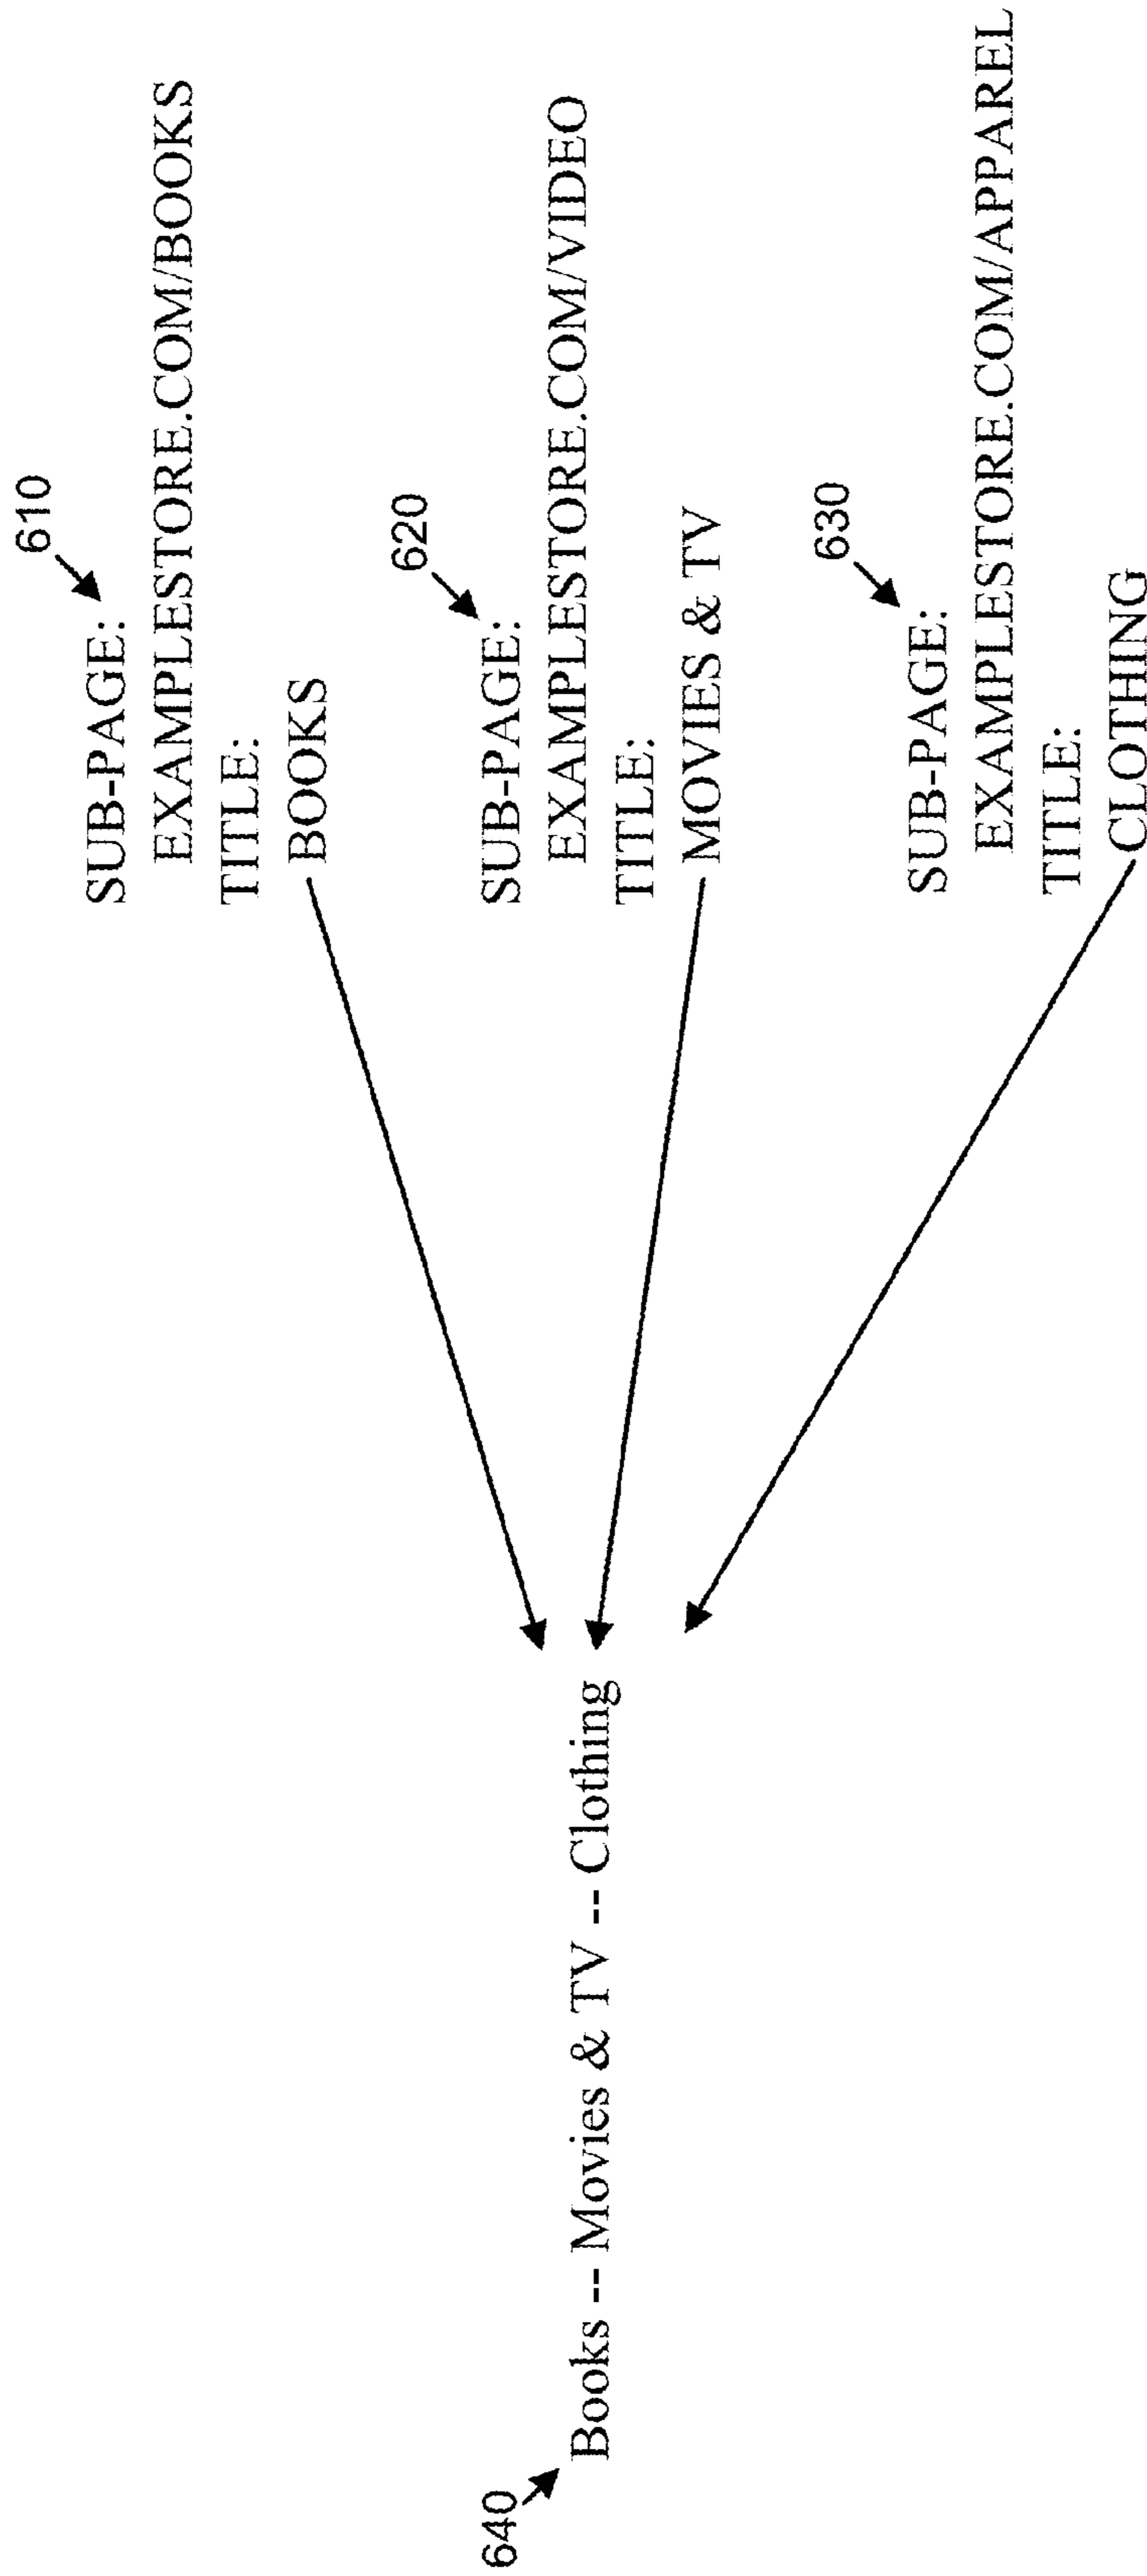 610
SUB-PAGE:
EXAMPLESTORE.COM/BOOKS
TITLE:
BOOKS
620
SUB-PAGE:
EXAMPLESTORE.COM/VIDEO
TITLE:
MOVIES & TV
630
SUB-PAGE:
EXAMPLESTORE.COM/APPAREL
TITLE:
CLOTHING
640
Books -- Movies & TV -- Clothing